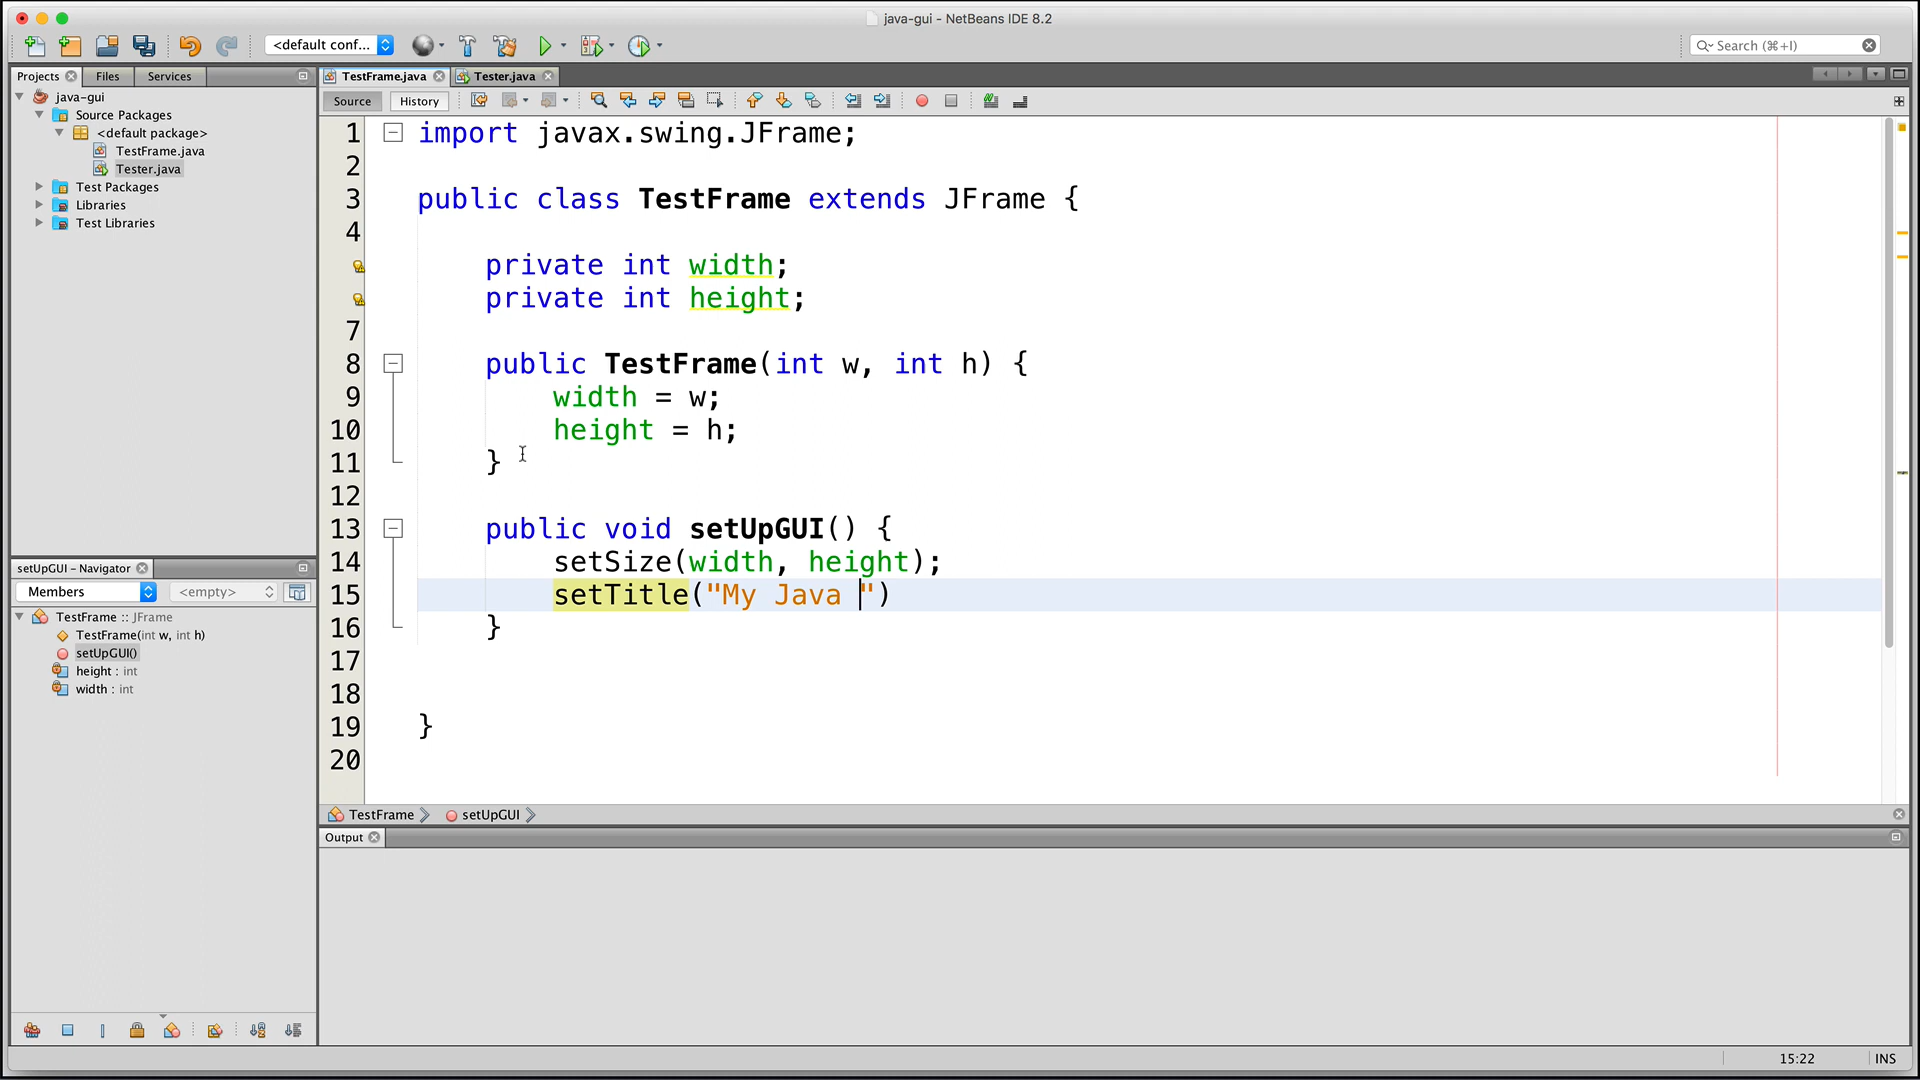 java-gui - NetBeans IDE 8.2
<default conf...
Search (⌘+I)
Projects
Files
Services
TestFrame.java
Tester.java
Source
History
java-gui
Source Packages
<default package>
TestFrame.java
Tester.java
Test Packages
Libraries
Test Libraries
1 import javax.swing.JFrame;
2
3 public class TestFrame extends JFrame {
4
private int width;
private int height;
7
8 public TestFrame(int w, int h) {
9 width = w;
10 height = h;
11 }
12
13 public void setUpGUI() {
14 setSize(width, height);
15 setTitle("My Java ")
16 }
17
18
19 }
20
setUpGUI - Navigator
Members
<empty>
TestFrame :: JFrame
TestFrame(int w, int h)
setUpGUI()
height : int
width : int
TestFrame
setUpGUI
Output
15:22
INS